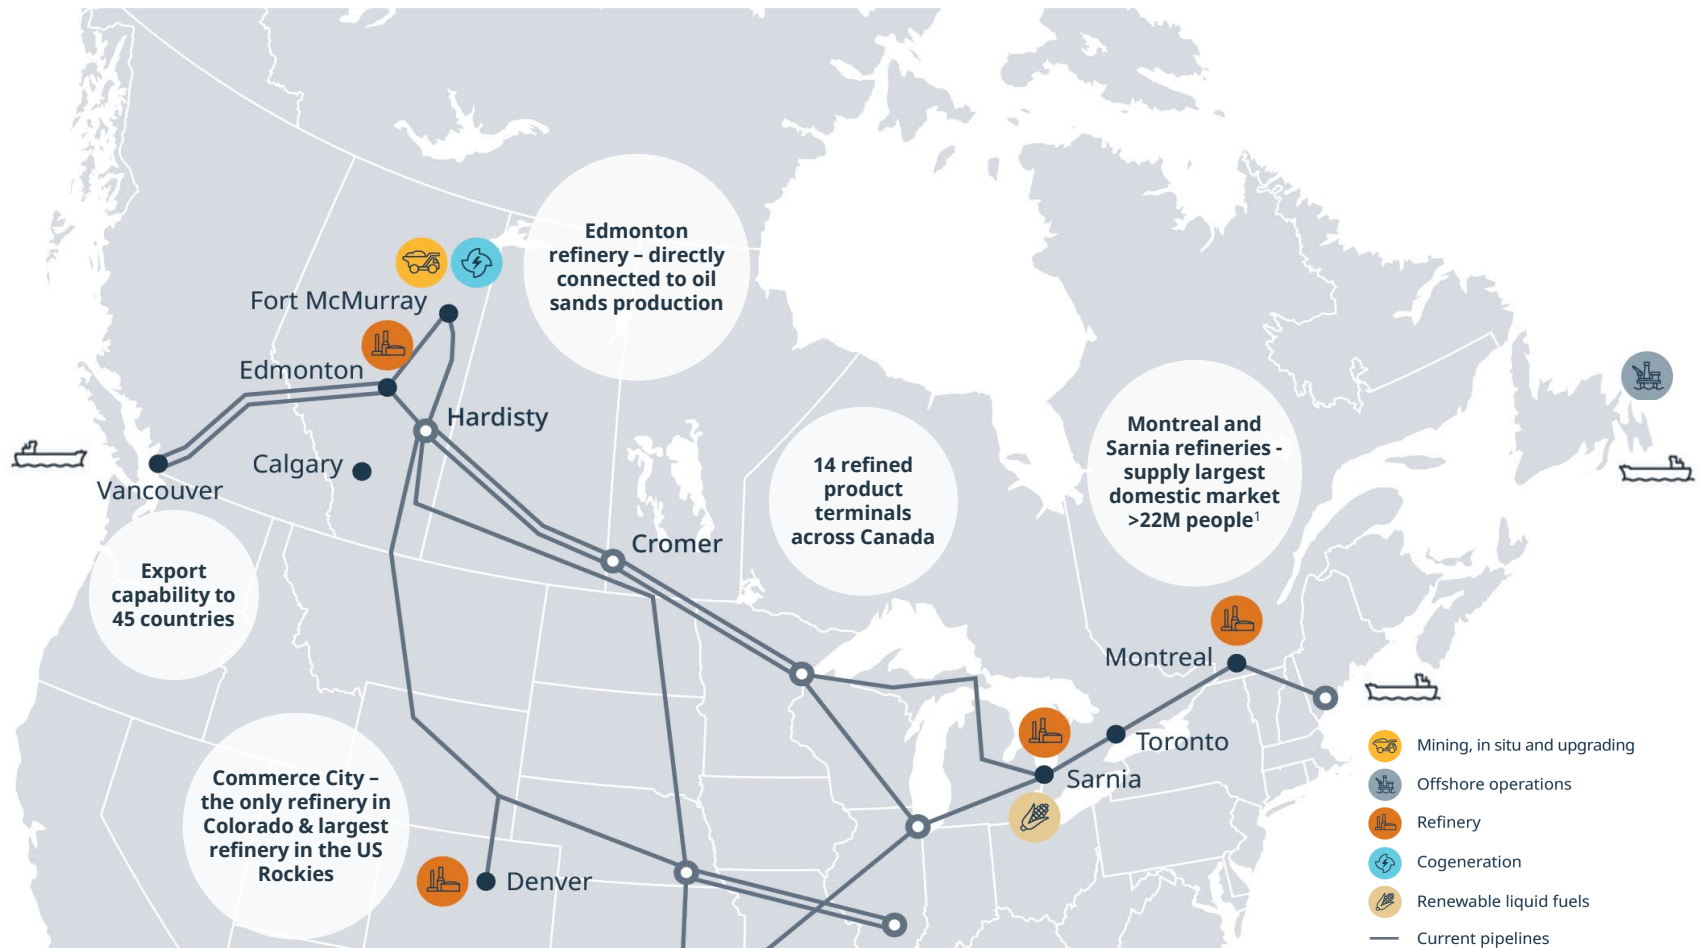 Edmonton
refinery – directly
connected to oil
sands production
Fort McMurray
Edmonton
Hardisty
Calgary
Vancouver
Cromer
14 refined
product
terminals
across Canada
Montreal and
Sarnia refineries -
supply largest
domestic market
>22M people1
Export
capability to
45 countries
Montreal
Toronto
Sarnia
Commerce City –
the only refinery in
Colorado & largest
refinery in the US
Rockies
Denver
Mining, in situ and upgrading
Offshore operations
Refinery
Cogeneration
Renewable liquid fuels
Current pipelines